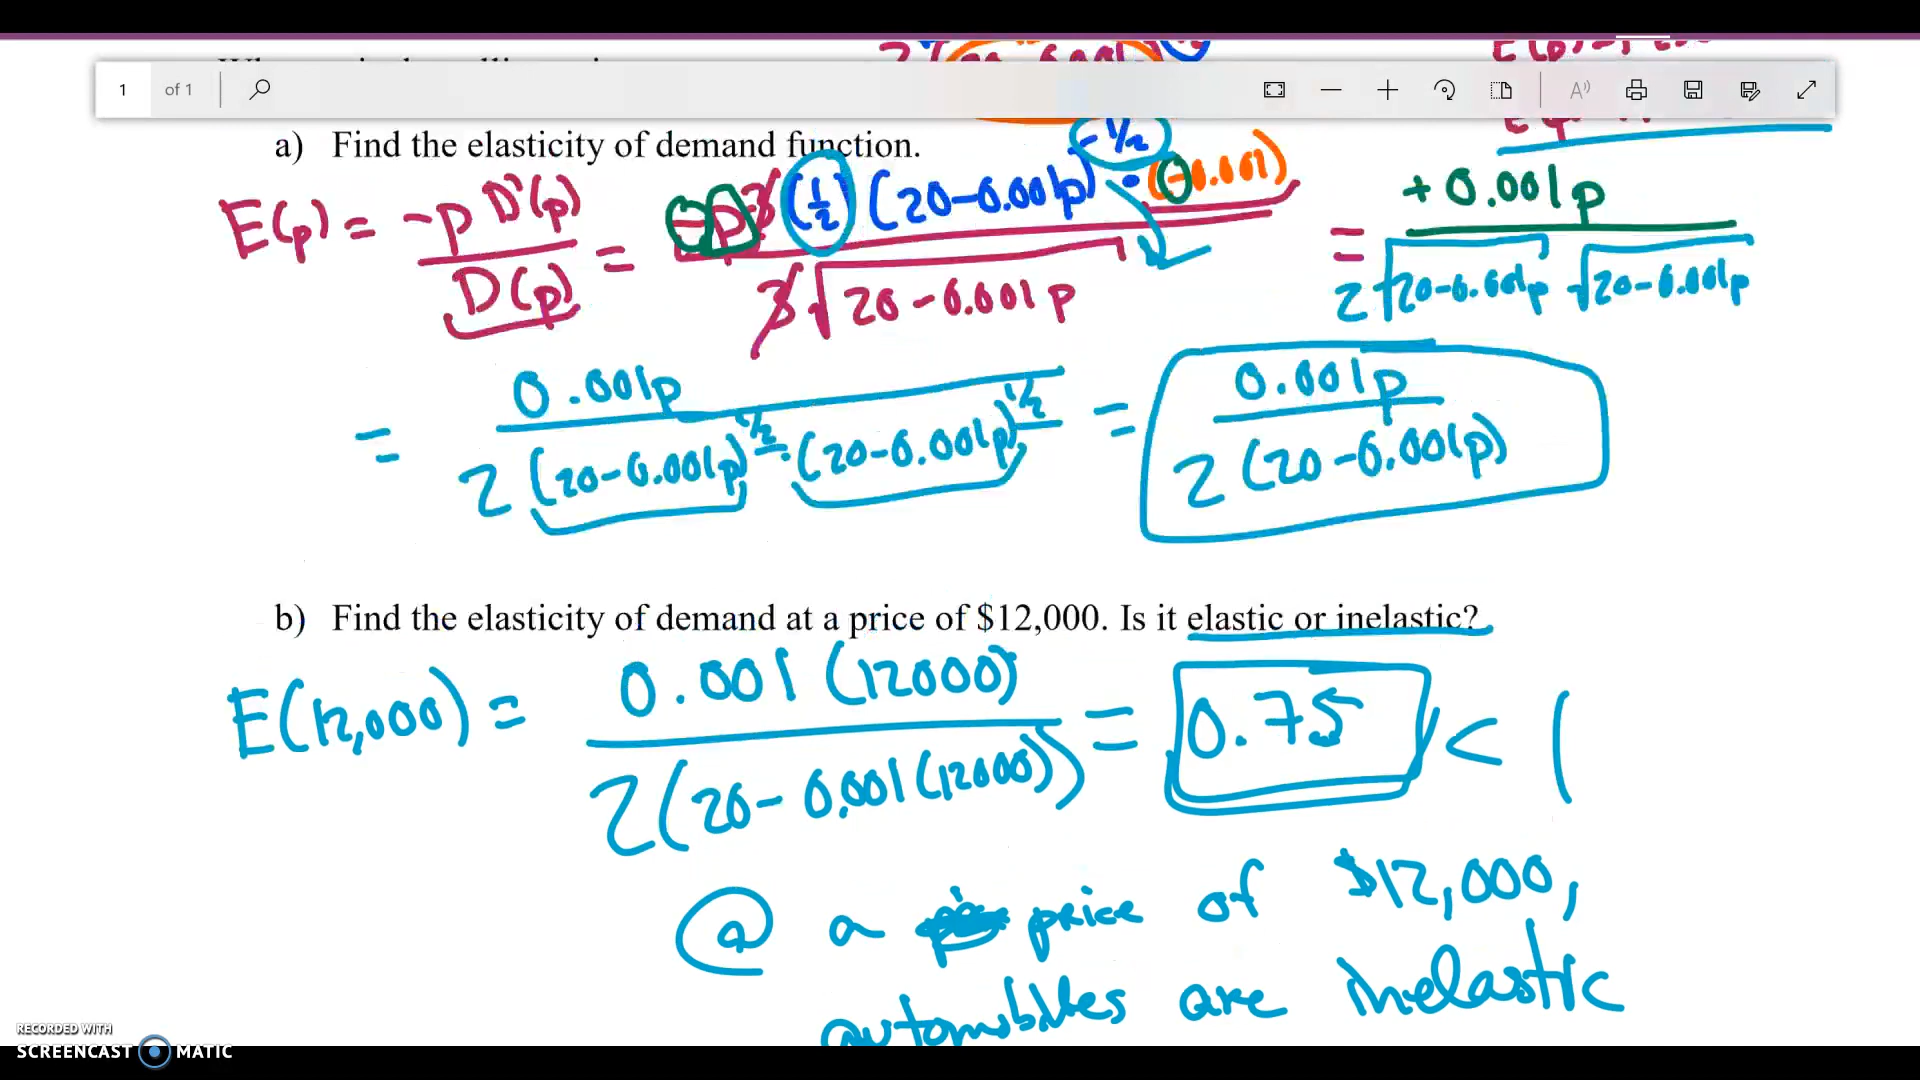 1 of 1
a) Find the elasticity of demand function.
E(p) = -p D'(p) / D(p) = -p 3 (1/2) (20-0.001p)^-1/2 · (-0.001) / 3 √20-0.001p = +0.001p / 2 √20-0.001p √20-0.001p
= 0.001p / 2 (20-0.001p)^1/2 · (20-0.001p)^1/2 = 0.001p / 2 (20-0.001p)
b) Find the elasticity of demand at a price of $12,000. Is it elastic or inelastic?
E(12,000) = 0.001 (12000) / 2(20-0.001(12000)) = 0.75 < 1
@ a price of $12,000,
automobiles are inelastic
RECORDED WITH
SCREENCAST MATIC